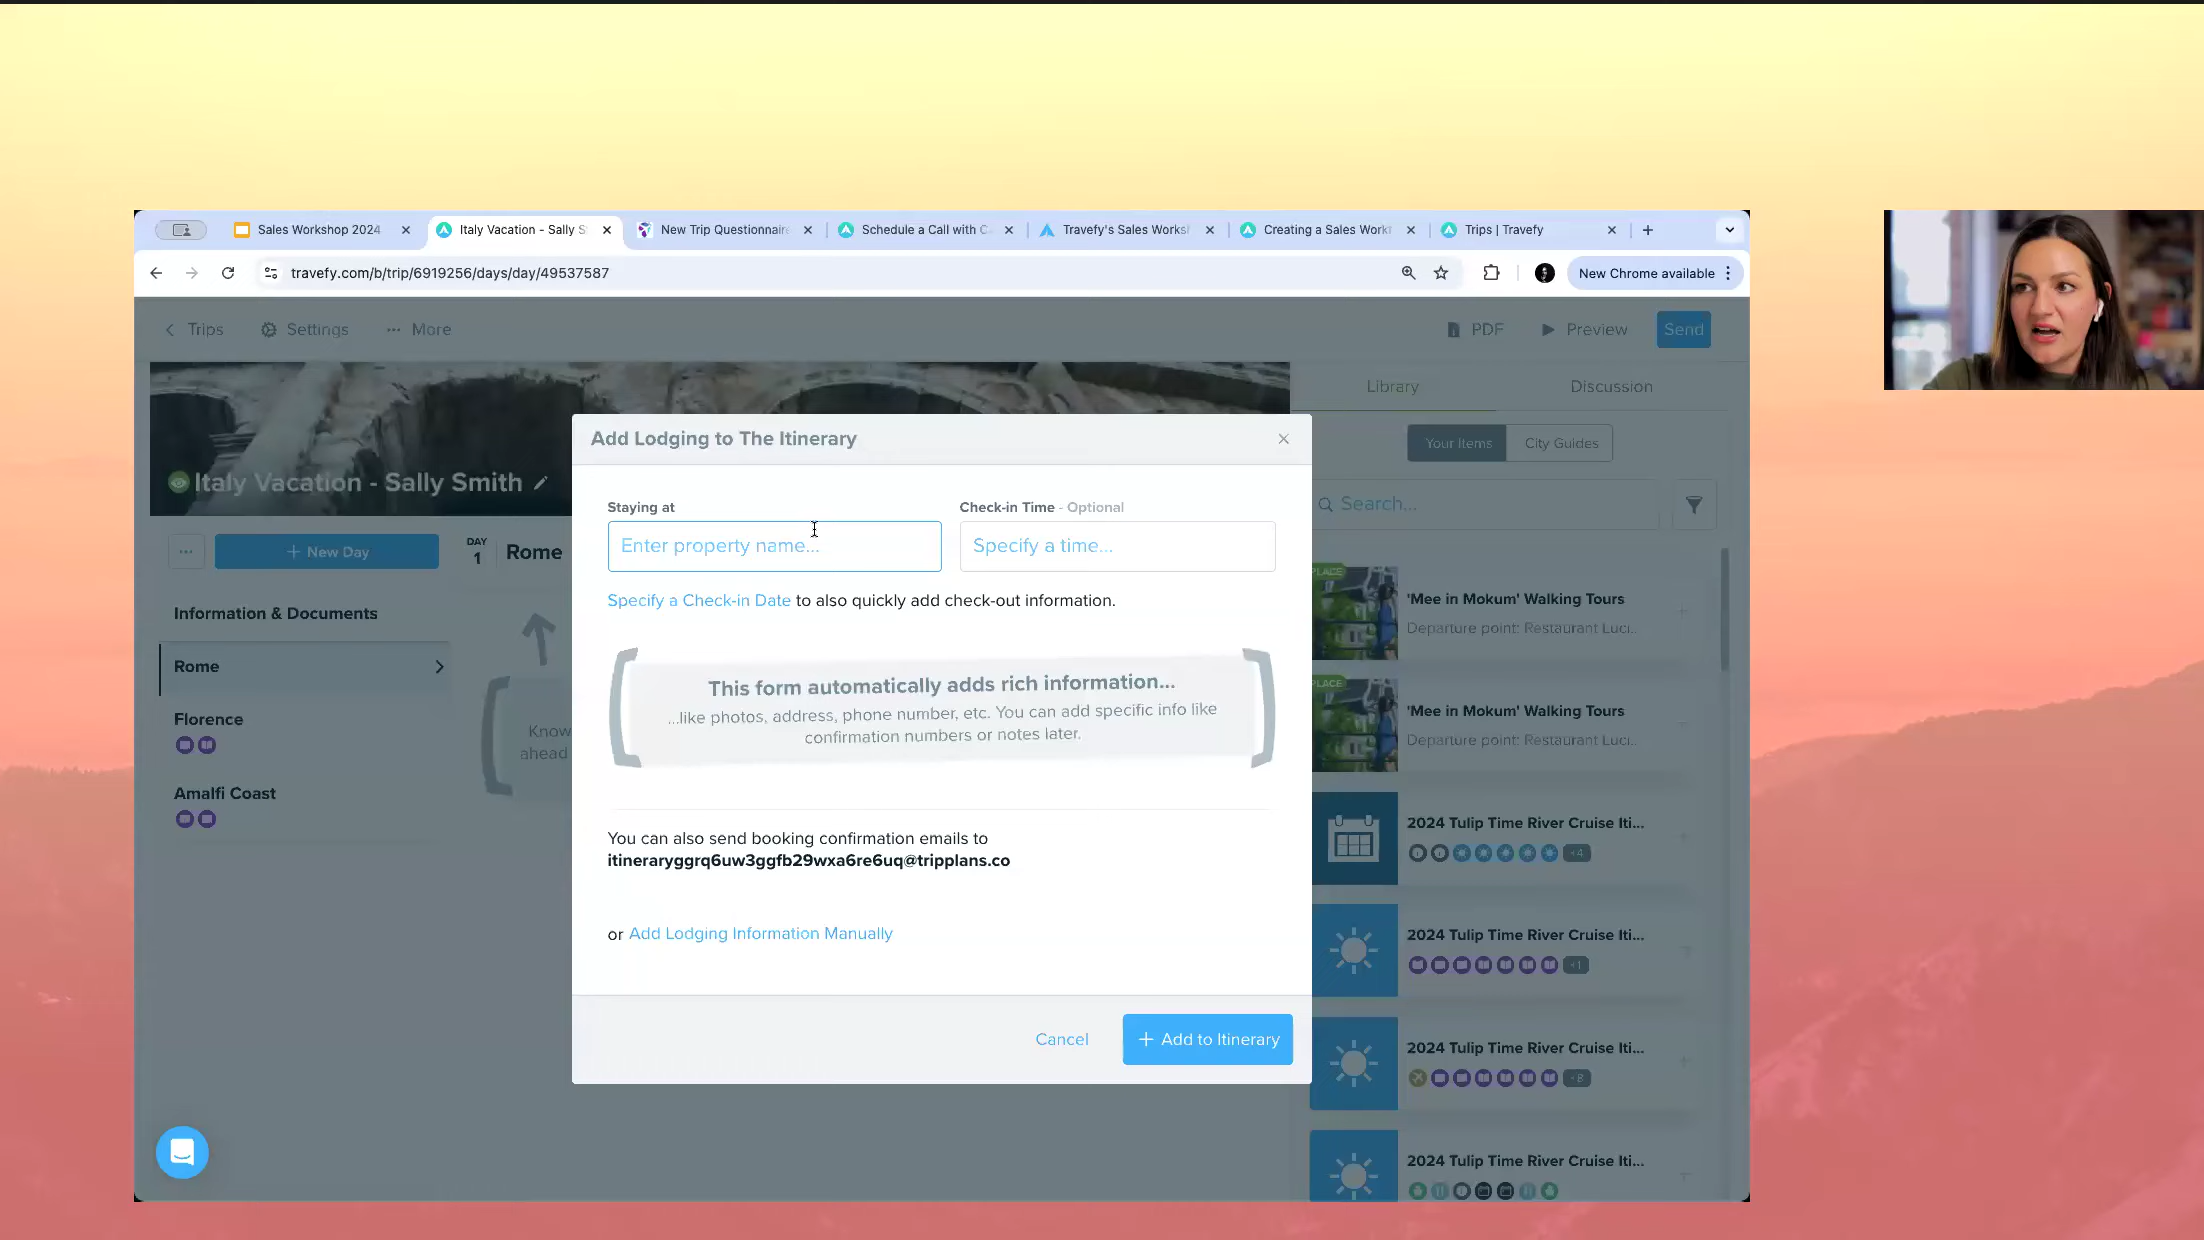 Sales Workshop 2024
Italy Vacation - Sally S
New Trip Questionnair
Schedule a Call with C
Travefy's Sales Works
Creating a Sales Work
Trips | Travefy
travefy.com/b/trip/6919256/days/day/49537587
New Chrome available
Trips
Settings
More
PDF
Preview
Send
Italy Vacation - Sally Smith
+ New Day
DAY
1
Rome
Information & Documents
Rome
Florence
Amalfi Coast
Know
ahead
Add Lodging to The Itinerary
Staying at
Enter property name...
Check-in Time - Optional
Specify a time...
Specify a Check-in Date to also quickly add check-out information.
This form automatically adds rich information...
...like photos, address, phone number, etc. You can add specific info like
confirmation numbers or notes later.
You can also send booking confirmation emails to
itineraryggrq6uw3ggfb29wxa6re6uq@tripplans.co
or Add Lodging Information Manually
Cancel
+ Add to Itinerary
Library
Discussion
Your Items
City Guides
Search...
PLACE
'Mee in Mokum' Walking Tours
Departure point: Restaurant Luci..
PLACE
'Mee in Mokum' Walking Tours
Departure point: Restaurant Luci..
2024 Tulip Time River Cruise Iti...
+4
2024 Tulip Time River Cruise Iti...
+1
2024 Tulip Time River Cruise Iti...
+8
2024 Tulip Time River Cruise Iti...